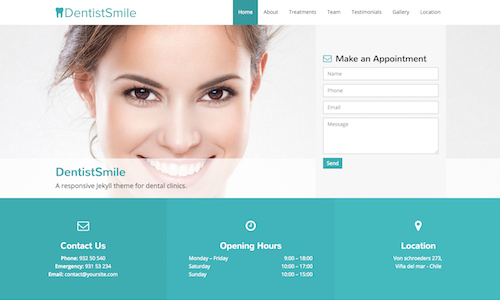 DentistSmile
Home About Treatments Team Testimonials Gallery Location
Make an Appointment
Name
Phone
Email
Message
Send
DentistSmile
A responsive Jekyll theme for dental clinics.
Contact Us
Phone: 932 50 540
Emergency: 931 53 234
Email: contact@yoursite.com
Opening Hours
Monday – Friday 9:00 – 18:00
Saturday 9:00 – 17:00
Sunday 10:00 – 15:00
Location
Von schroeders 273,
Viña del mar - Chile